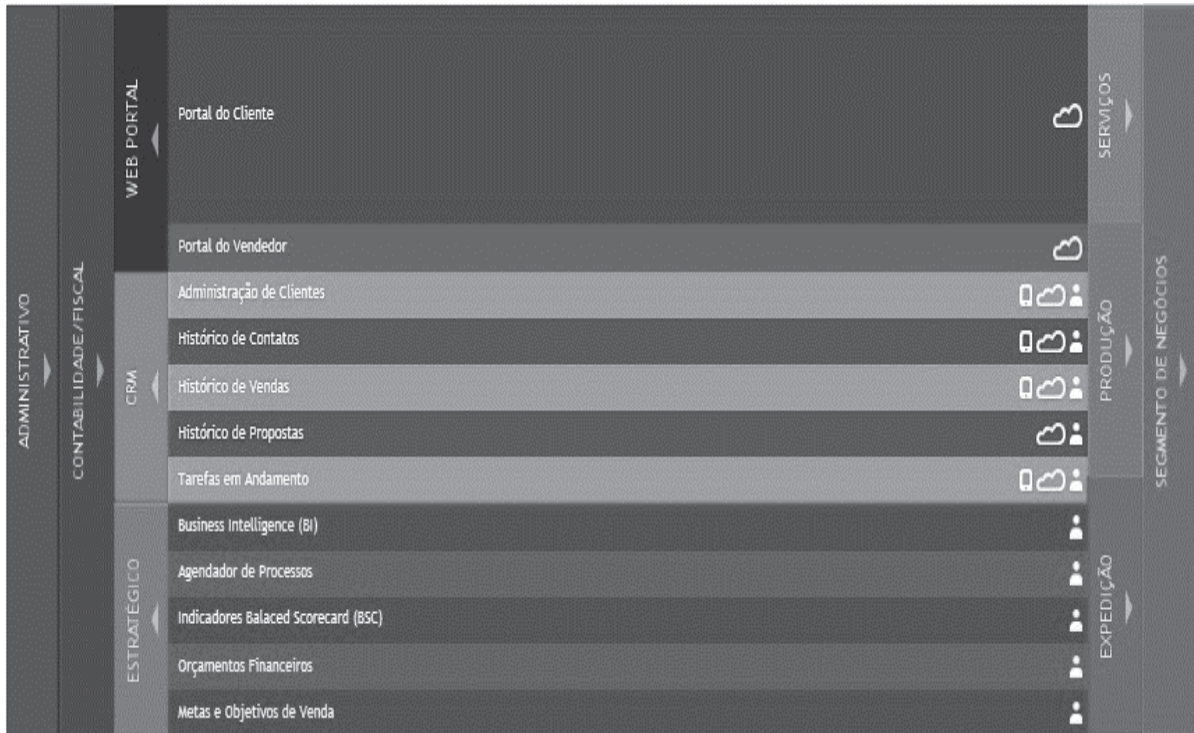 ADMINISTRATIVO
CONTABILIDADE/FISCAL
WEB PORTAL
Portal do Cliente
Portal do Vendedor
CRM
Administração de Clientes
Histórico de Contatos
Histórico de Vendas
Histórico de Propostas
Tarefas em Andamento
ESTRATÉGICO
Business Intelligence (BI)
Agendador de Processos
Indicadores Balaced Scorecard (BSC)
Orçamentos Financeiros
Metas e Objetivos de Venda
SERVIÇOS
PRODUÇÃO
EXPEDIÇÃO
SEGMENTO DE NEGÓCIOS